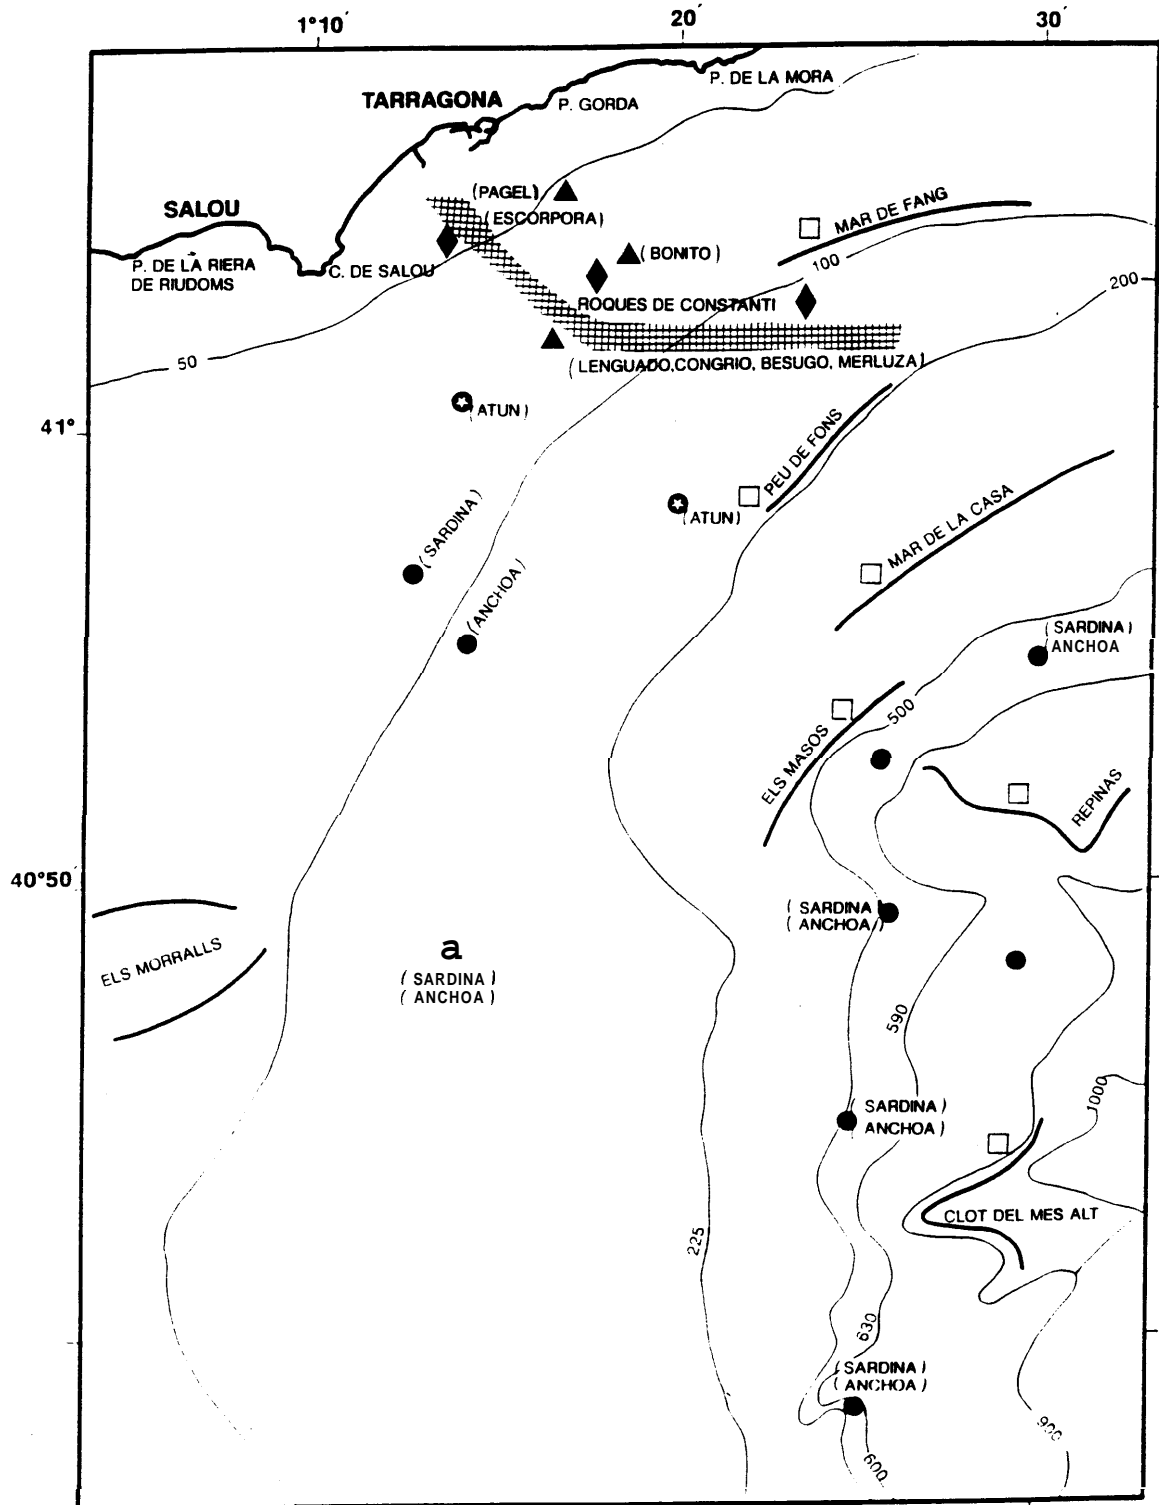 1°10´
20´
30´
P. DE LA MORA
TARRAGONA
P. GORDA
(PAGEL)
SALOU
(ESCORPORA)
MAR DE FANG
(BONITO)
P. DE LA RIERA
DE RIUDOMS
C. DE SALOU
100
200
ROQUES DE CONSTANTI
50
(LENGUADO, CONGRIO, BESUGO, MERLUZA)
(ATUN)
41°
PEU DE FONS
(SARDINA)
(ATUN)
MAR DE LA CASA
(ANCHOA)
(SARDINA)
ANCHOA
500
ELS MASOS
REPINAS
40°50´
(SARDINA
(ANCHOA)
ELS MORRALLS
a
(SARDINA)
(ANCHOA)
590
1000
(SARDINA)
ANCHOA)
CLOT DEL MES ALT
225
630
(SARDINA)
(ANCHOA)
900
600